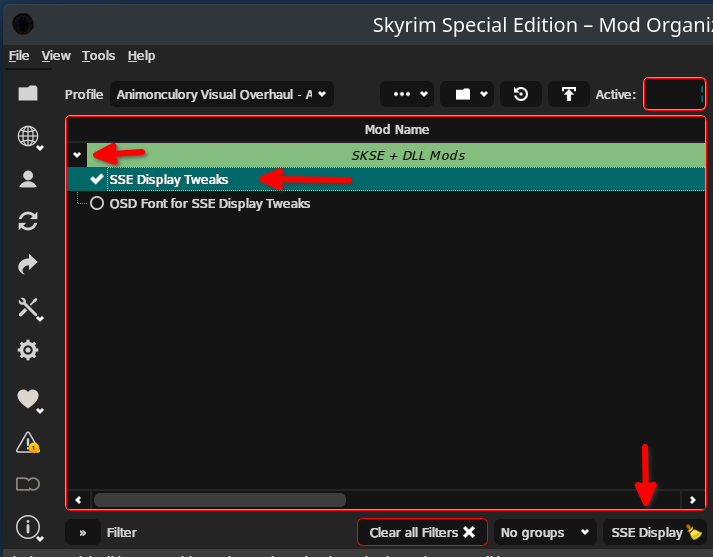 Skyrim Special Edition – Mod Organiz
File View Tools Help
Profile Animonculory Visual Overhaul - A
Active:
Mod Name
SKSE + DLL Mods
SSE Display Tweaks
OSD Font for SSE Display Tweaks
» Filter Clear all Filters ✖ No groups SSE Display